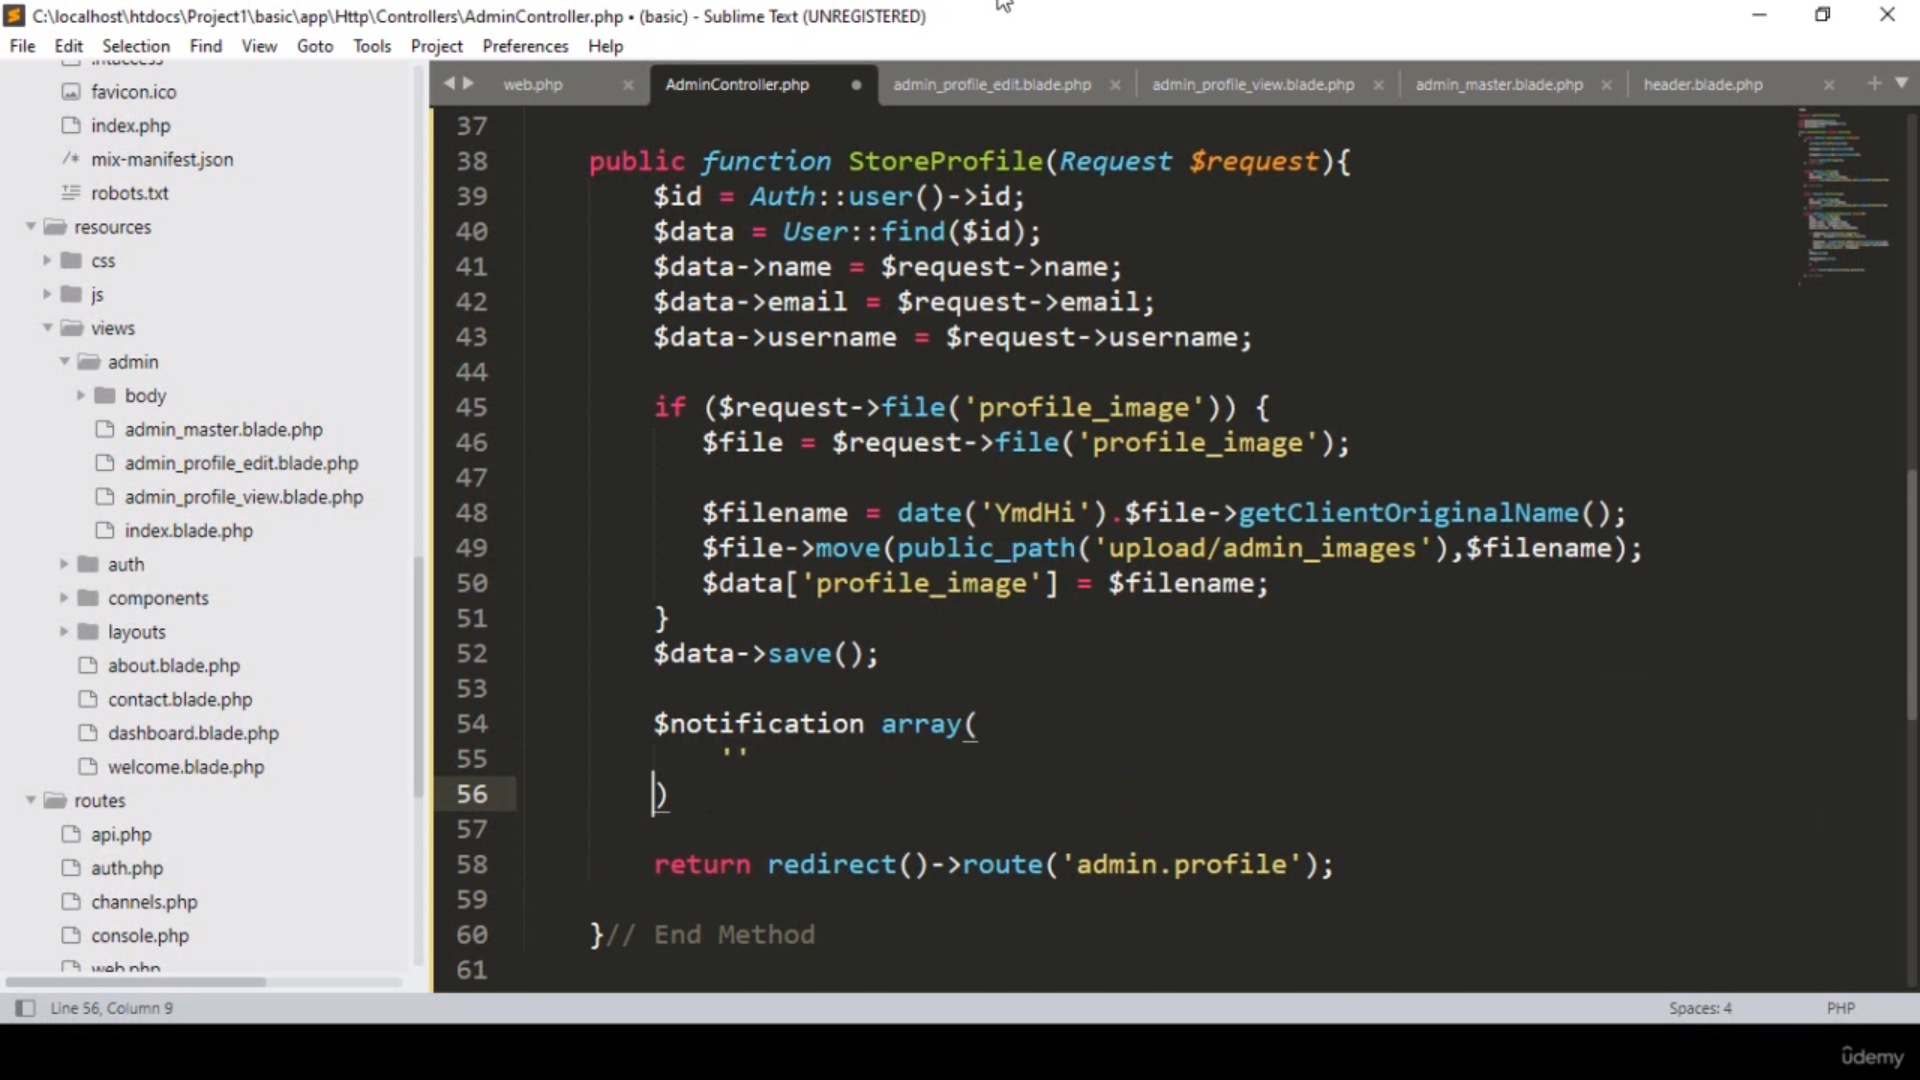 C:\localhost\htdocs\Project1\basic\app\Http\Controllers\AdminController.php • (basic) - Sublime Text (UNREGISTERED)
File Edit Selection Find View Goto Tools Project Preferences Help
web.php AdminController.php admin_profile_edit.blade.php admin_profile_view.blade.php admin_master.blade.php header.blade.php
.htaccess
favicon.ico
index.php
/* mix-manifest.json
robots.txt
resources
css
js
views
admin
body
admin_master.blade.php
admin_profile_edit.blade.php
admin_profile_view.blade.php
index.blade.php
auth
components
layouts
about.blade.php
contact.blade.php
dashboard.blade.php
welcome.blade.php
routes
api.php
auth.php
channels.php
console.php
web.php
37
38 public function StoreProfile(Request $request){
39 $id = Auth::user()->id;
40 $data = User::find($id);
41 $data->name = $request->name;
42 $data->email = $request->email;
43 $data->username = $request->username;
44
45 if ($request->file('profile_image')) {
46 $file = $request->file('profile_image');
47
48 $filename = date('YmdHi').$file->getClientOriginalName();
49 $file->move(public_path('upload/admin_images'),$filename);
50 $data['profile_image'] = $filename;
51 }
52 $data->save();
53
54 $notification array(
55 ''
56 )
57
58 return redirect()->route('admin.profile');
59
60 }// End Method
61
Line 56, Column 9 Spaces: 4 PHP
ûdemy